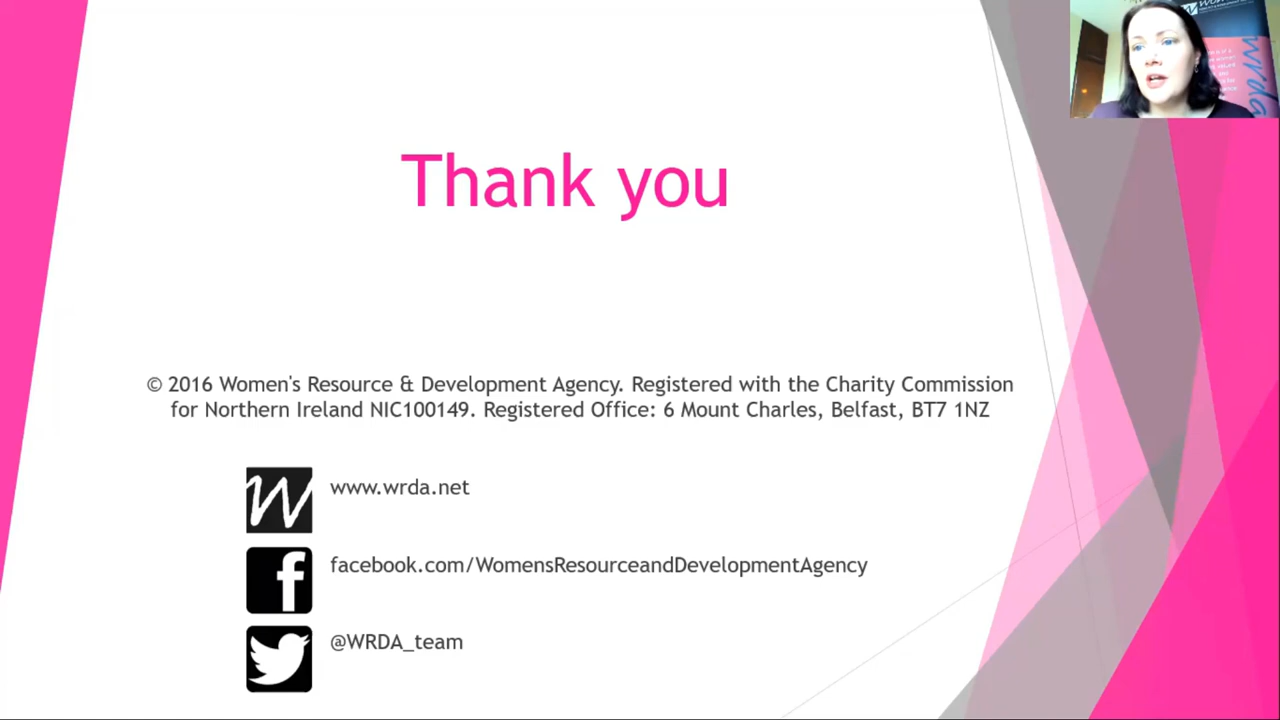 Thank you
© 2016 Women's Resource & Development Agency. Registered with the Charity Commission
for Northern Ireland NIC100149. Registered Office: 6 Mount Charles, Belfast, BT7 1NZ
www.wrda.net
facebook.com/WomensResourceandDevelopmentAgency
@WRDA_team
wrda